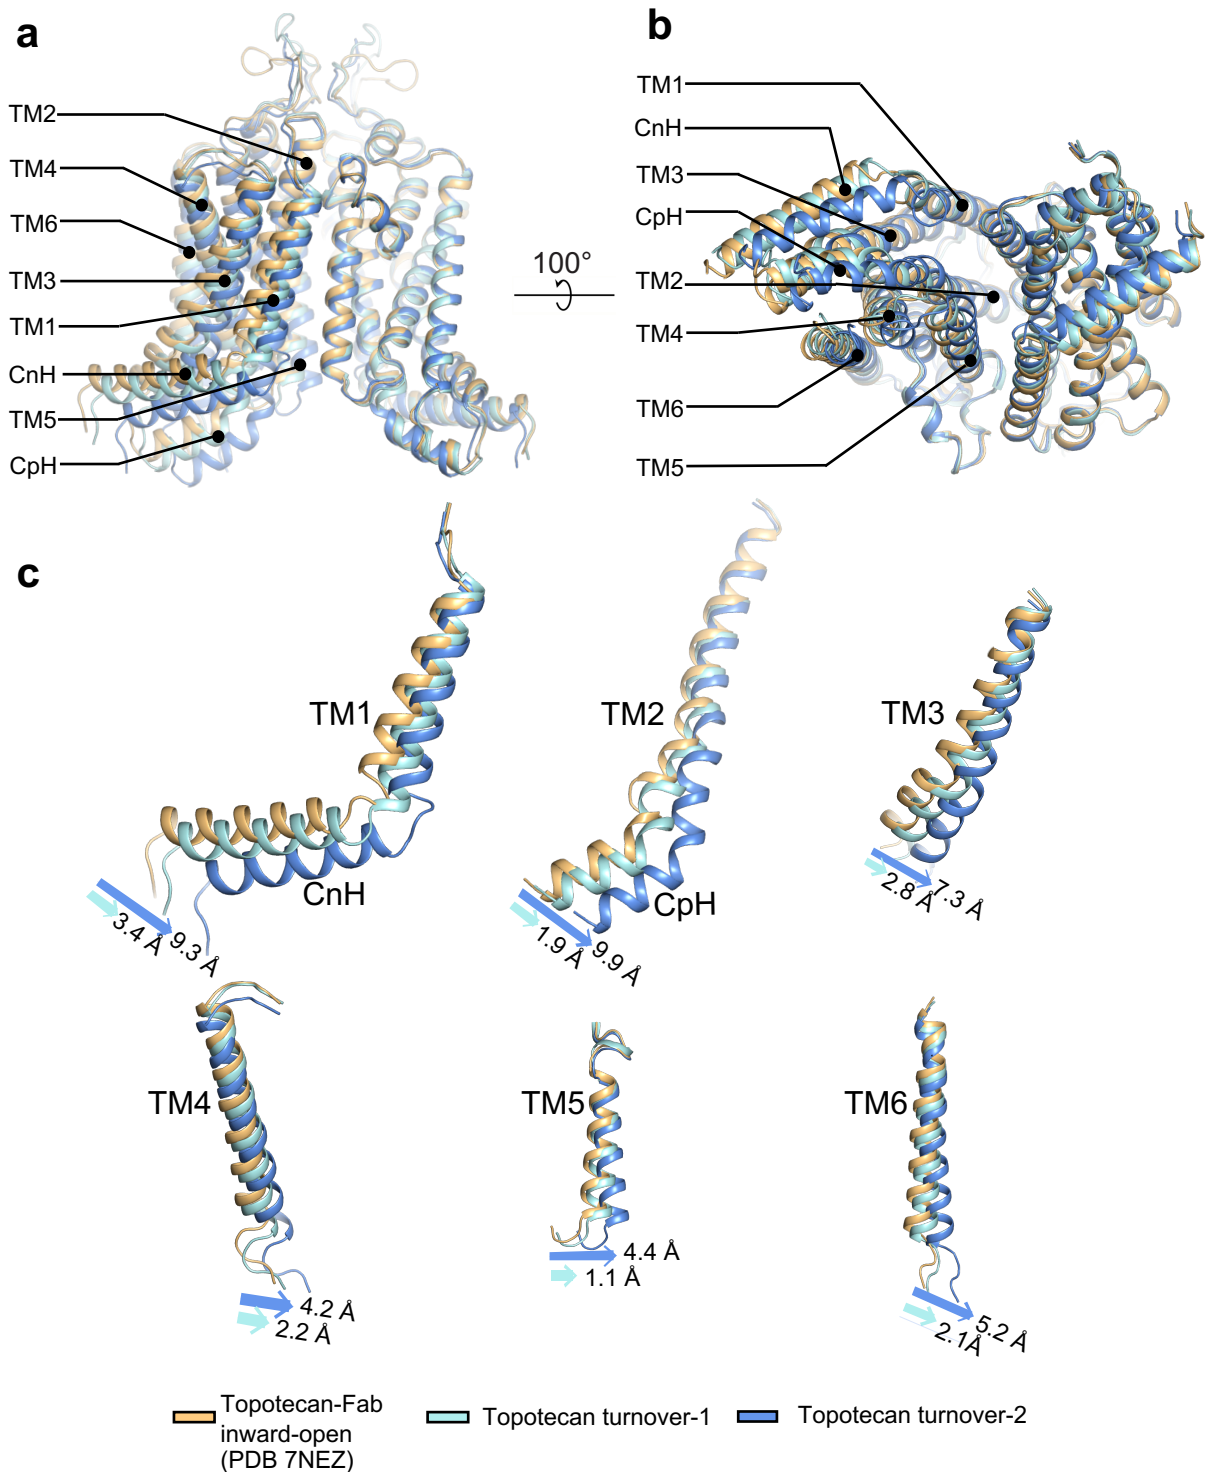 a
TM2
TM4
TM6
TM3
TM1
CnH
TM5
CpH
100°
b
TM1
CnH
TM3
CpH
TM2
TM4
TM6
TM5
c
TM1
CnH
3.4 Å
9.3 Å
TM2
CpH
1.9 Å
9.9 Å
TM3
2.8 Å
7.3 Å
TM4
4.2 Å
2.2 Å
TM5
4.4 Å
1.1 Å
TM6
5.2 Å
2.1Å
Topotecan-Fab
inward-open
(PDB 7NEZ)
Topotecan turnover-1
Topotecan turnover-2